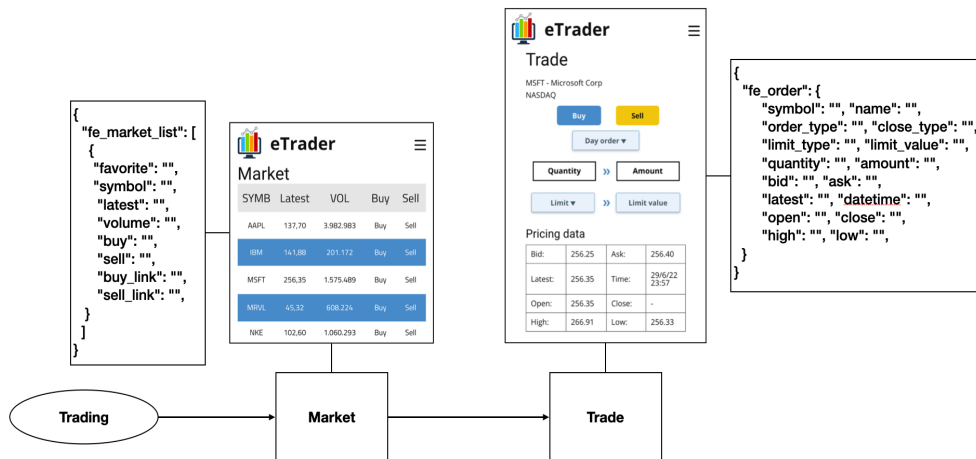 {
"fe_market_list": [
{
"favorite": "",
"symbol": "",
"latest": "",
"volume": "",
"buy": "",
"sell": "",
"buy_link": "",
"sell_link": "",
}
]
}
eTrader
Market
SYMB Latest VOL Buy Sell
AAPL 137,70 3.982.983 Buy Sell
IBM 141,88 201.172 Buy Sell
MSFT 256,35 1.575.489 Buy Sell
MRVL 45,32 608.224 Buy Sell
NKE 102,60 1.060.293 Buy Sell
eTrader
Trade
MSFT - Microsoft Corp
NASDAQ
Buy Sell
Day order ▼
Quantity » Amount
Limit ▼ » Limit value
Pricing data
Bid: 256.25 Ask: 256.40
Latest: 256.35 Time: 29/6/22
23:57
Open: 256.35 Close: -
High: 266.91 Low: 256.33
{
"fe_order": {
"symbol": "", "name": "",
"order_type": "", "close_type": "",
"limit_type": "", "limit_value": "",
"quantity": "", "amount": "",
"bid": "", "ask": "",
"latest": "", "datetime": "",
"open": "", "close": "",
"high": "", "low": "",
}
}
Trading
Market
Trade